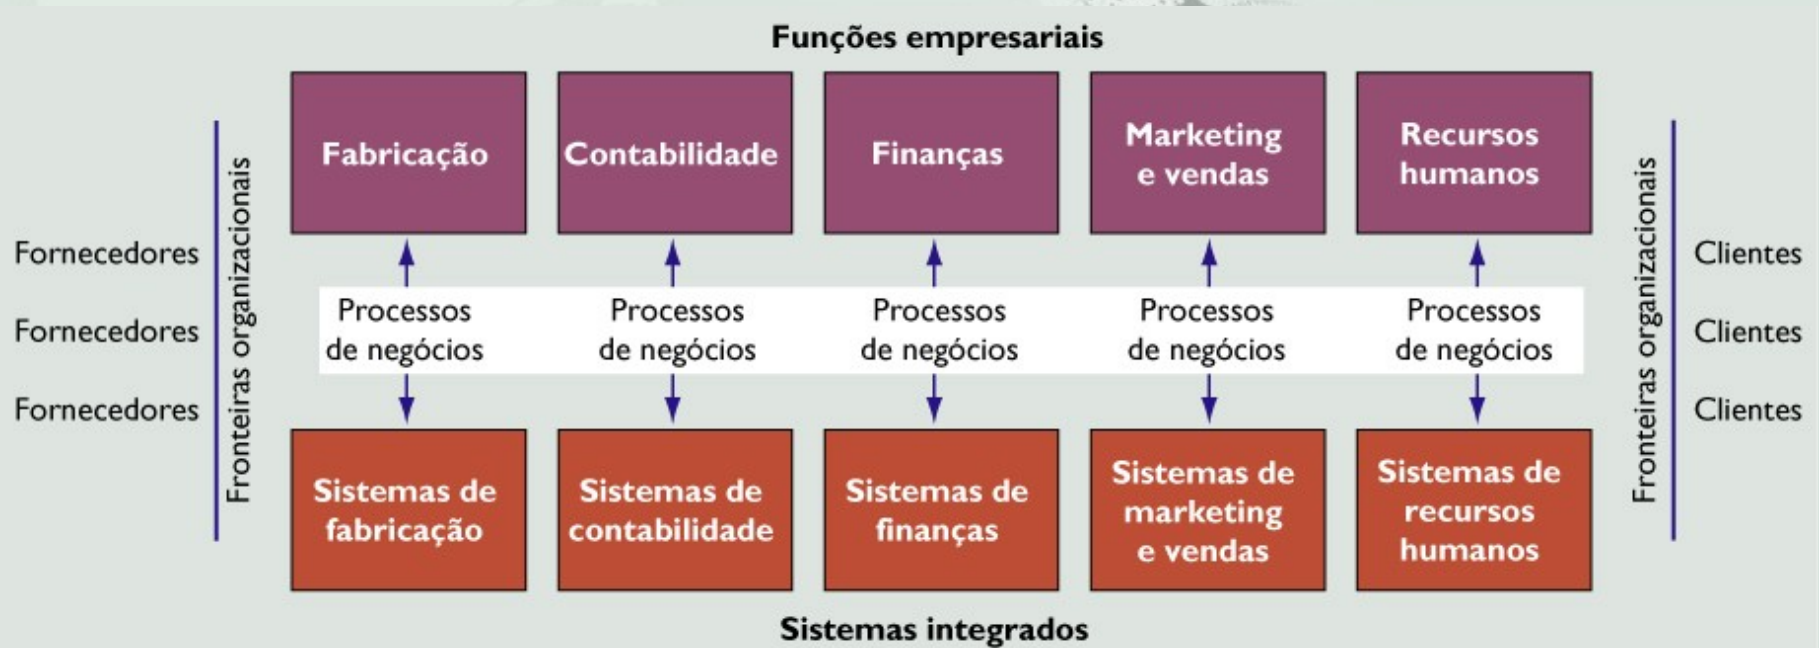 Funções empresariais
Fabricação
Contabilidade
Finanças
Marketing
e vendas
Recursos
humanos
Fornecedores
Fornecedores
Fornecedores
Fronteiras organizacionais
Processos
de negócios
Processos
de negócios
Processos
de negócios
Processos
de negócios
Processos
de negócios
Fronteiras organizacionais
Clientes
Clientes
Clientes
Sistemas de
fabricação
Sistemas de
contabilidade
Sistemas de
finanças
Sistemas de
marketing
e vendas
Sistemas de
recursos
humanos
Sistemas integrados